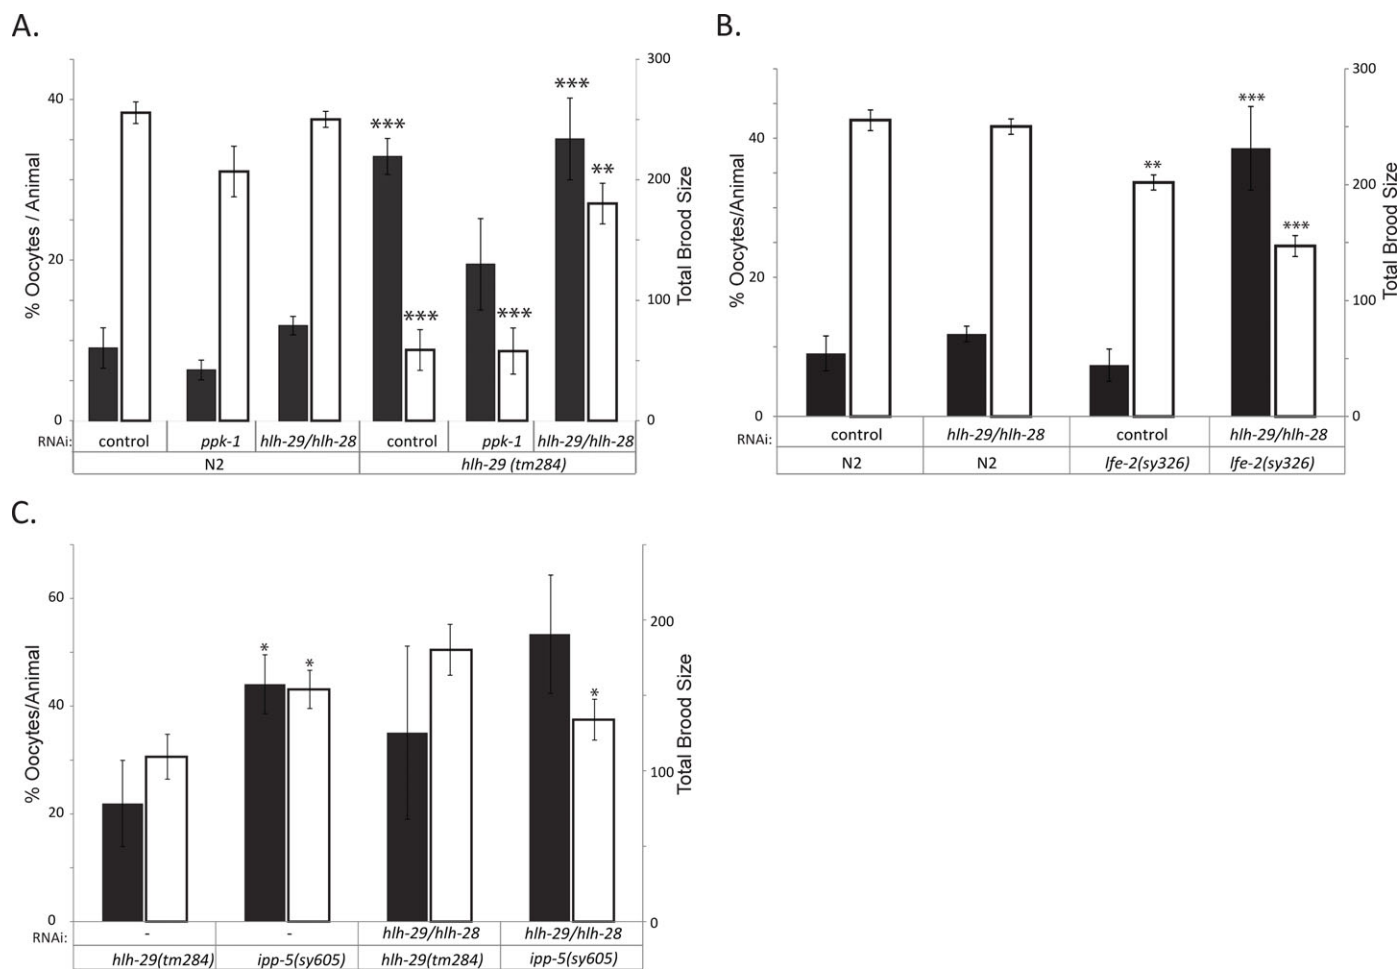 A.
% Oocytes / Animal
40
20
0
***
***
***
***
**
300
200
100
0
Total Brood Size
RNAi: control ppk-1 hlh-29/hlh-28 control ppk-1 hlh-29/hlh-28
N2 hlh-29 (tm284)
B.
% Oocytes/Animal
40
20
0
**
***
***
300
200
100
0
Total Brood Size
RNAi: control hlh-29/hlh-28 control hlh-29/hlh-28
N2 N2 lfe-2(sy326) lfe-2(sy326)
C.
% Oocytes/Animal
60
40
20
0
*
*
*
200
100
0
Total Brood Size
RNAi: - - hlh-29/hlh-28 hlh-29/hlh-28
hlh-29(tm284) ipp-5(sy605) hlh-29(tm284) ipp-5(sy605)